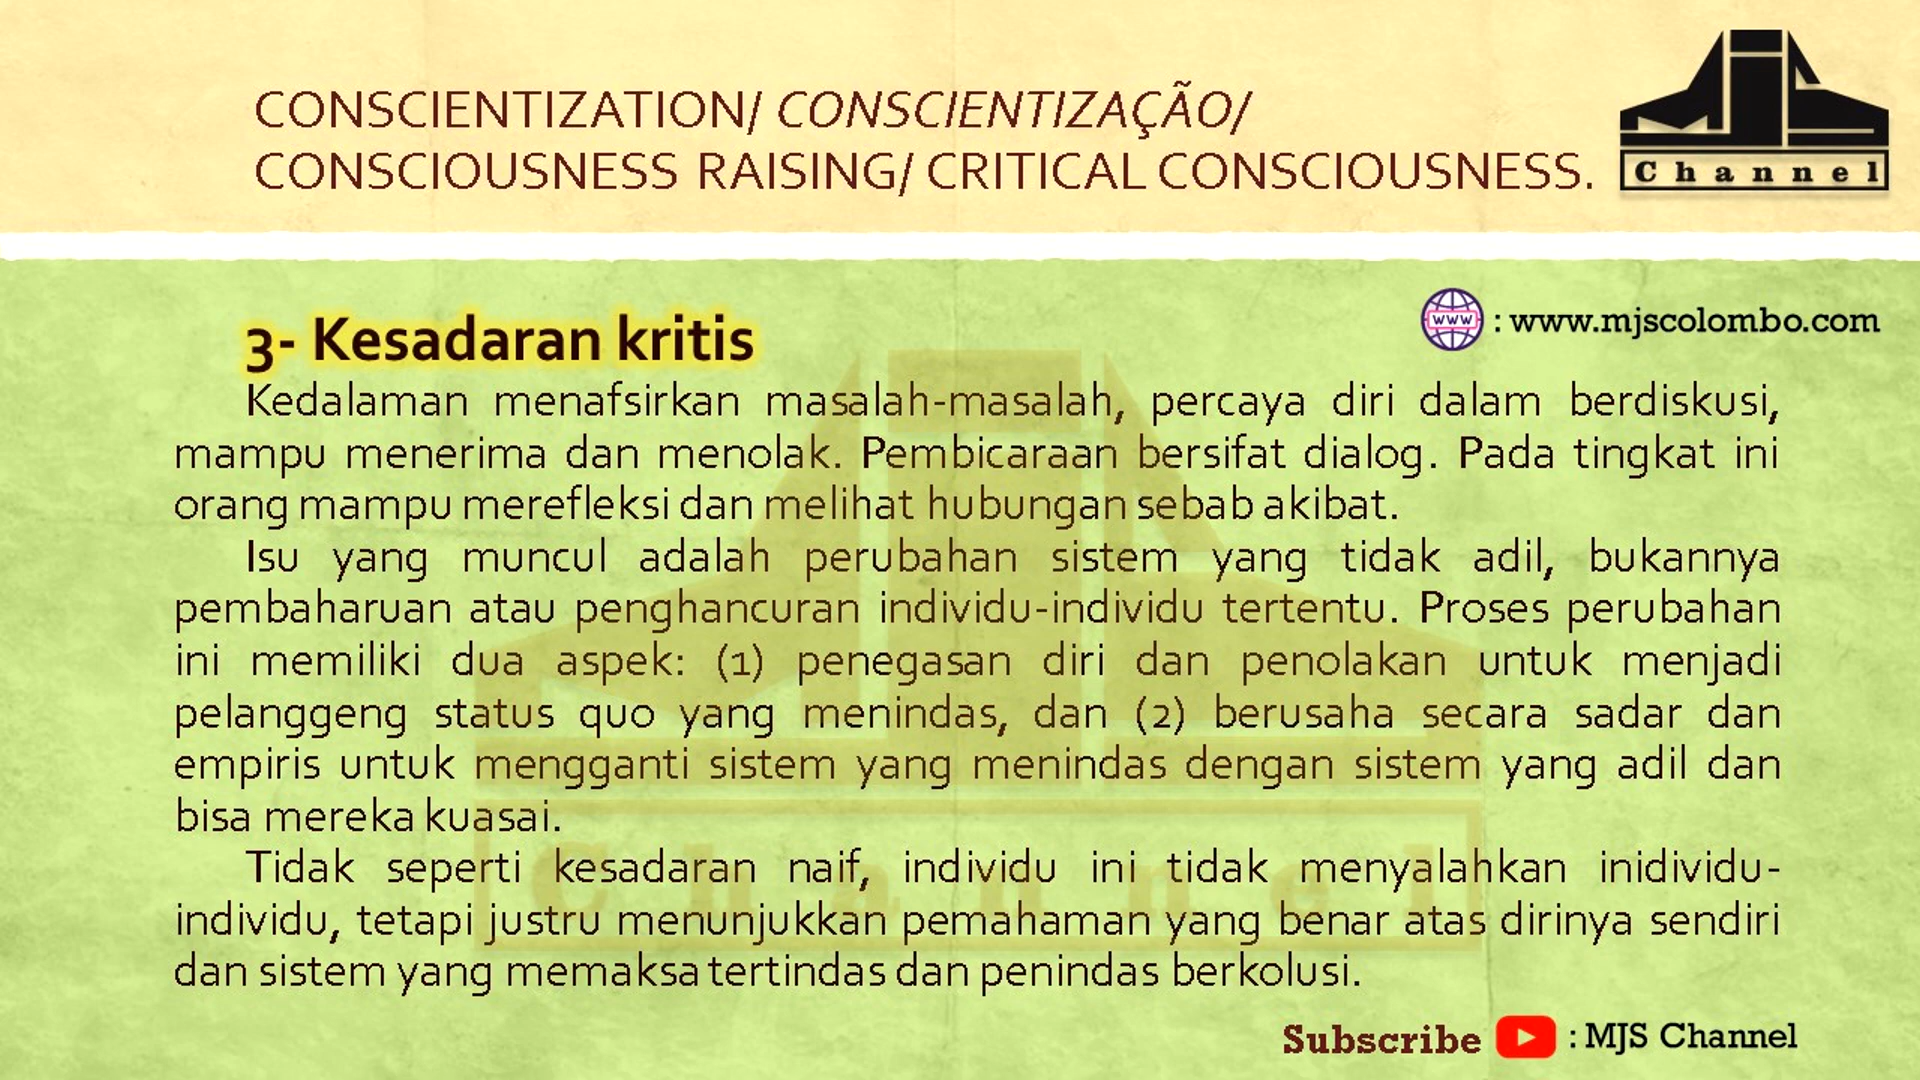 CONSCIENTIZATION/ CONSCIENTIZAÇÃO/
CONSCIOUSNESS RAISING/ CRITICAL CONSCIOUSNESS.
MJS
Channel
www : www.mjscolombo.com
3- Kesadaran kritis
Kedalaman menafsirkan masalah-masalah, percaya diri dalam berdiskusi,
mampu menerima dan menolak. Pembicaraan bersifat dialog. Pada tingkat ini
orang mampu merefleksi dan melihat hubungan sebab akibat.
Isu yang muncul adalah perubahan sistem yang tidak adil, bukannya
pembaharuan atau penghancuran individu-individu tertentu. Proses perubahan
ini memiliki dua aspek: (1) penegasan diri dan penolakan untuk menjadi
pelanggeng status quo yang menindas, dan (2) berusaha secara sadar dan
empiris untuk mengganti sistem yang menindas dengan sistem yang adil dan
bisa mereka kuasai.
Tidak seperti kesadaran naif, individu ini tidak menyalahkan inidividu-
individu, tetapi justru menunjukkan pemahaman yang benar atas dirinya sendiri
dan sistem yang memaksa tertindas dan penindas berkolusi.
Channel
Subscribe : MJS Channel